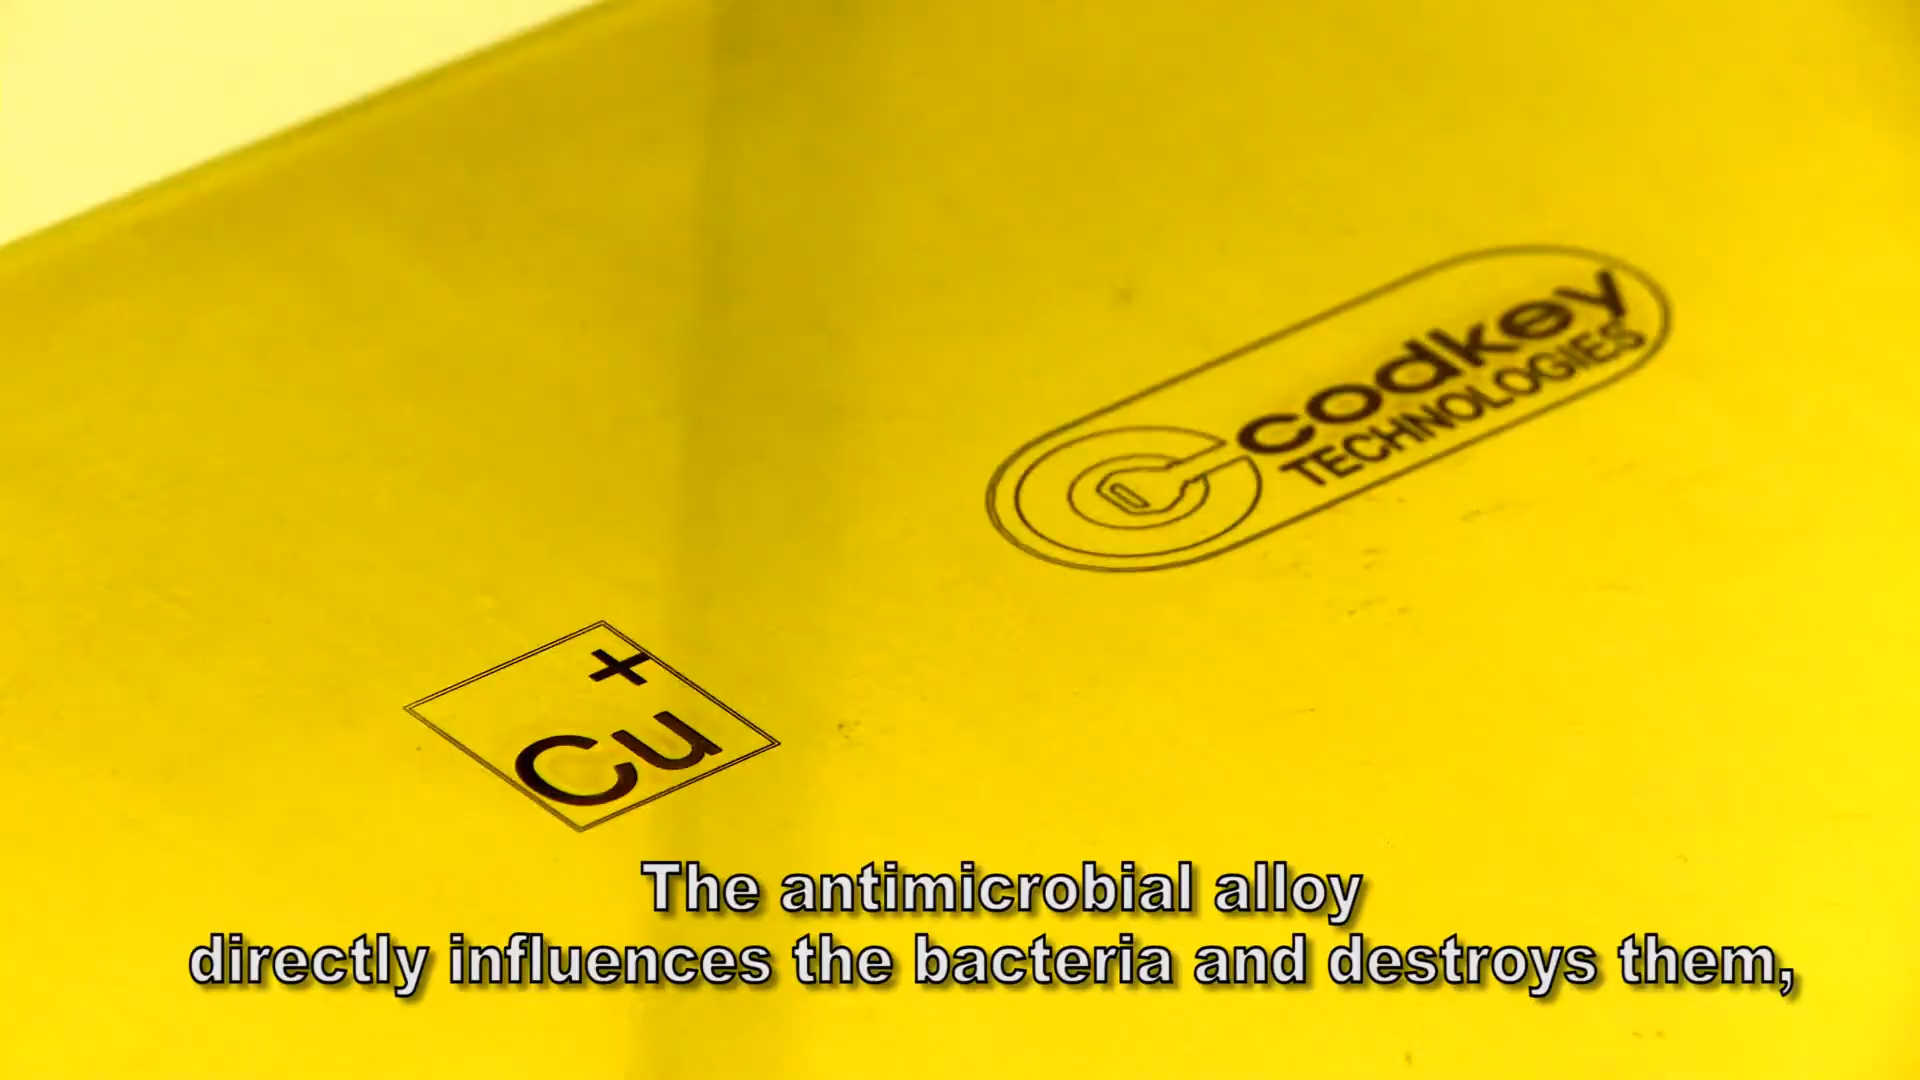 codkey
TECHNOLOGIES
+
Cu
The antimicrobial alloy
directly influences the bacteria and destroys them,